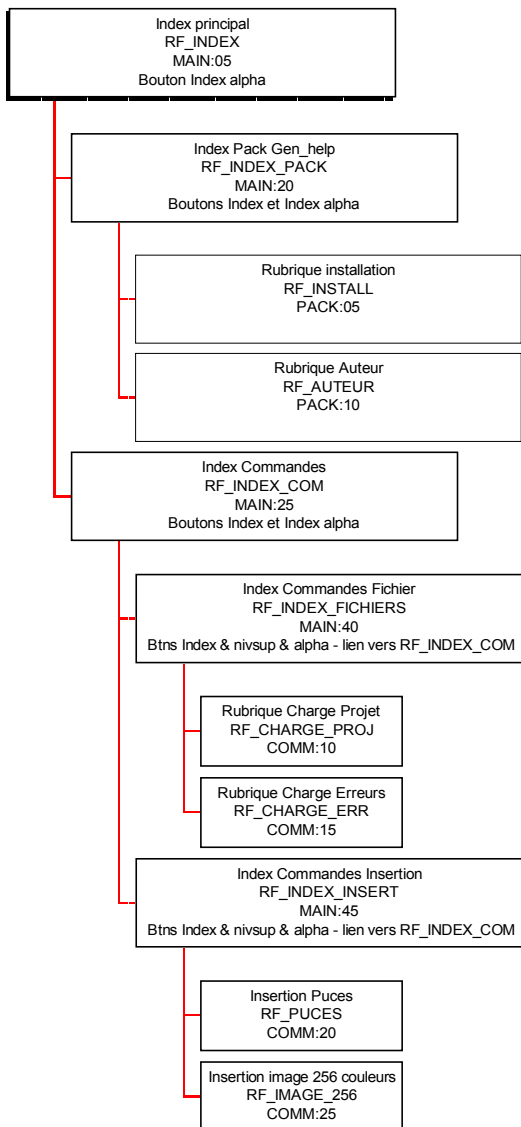 Index principal
RF_INDEX
MAIN:05
Bouton Index alpha
Index Pack Gen_help
RF_INDEX_PACK
MAIN:20
Boutons Index et Index alpha
Rubrique installation
RF_INSTALL
PACK:05
Rubrique Auteur
RF_AUTEUR
PACK:10
Index Commandes
RF_INDEX_COM
MAIN:25
Boutons Index et Index alpha
Index Commandes Fichier
RF_INDEX_FICHIERS
MAIN:40
Btns Index & nivsup & alpha - lien vers RF_INDEX_COM
Rubrique Charge Projet
RF_CHARGE_PROJ
COMM:10
Rubrique Charge Erreurs
RF_CHARGE_ERR
COMM:15
Index Commandes Insertion
RF_INDEX_INSERT
MAIN:45
Btns Index & nivsup & alpha - lien vers RF_INDEX_COM
Insertion Puces
RF_PUCES
COMM:20
Insertion image 256 couleurs
RF_IMAGE_256
COMM:25